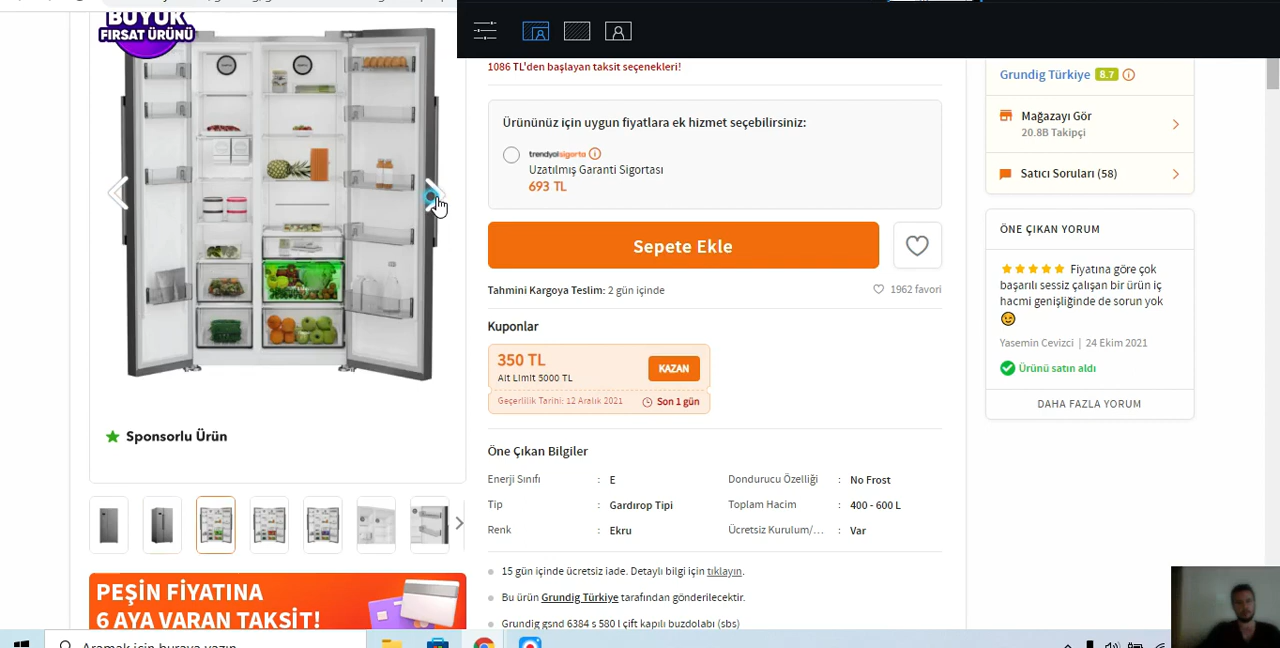 BÜYÜK
FIRSAT ÜRÜNÜ
Sponsorlu Ürün
PEŞİN FİYATINA
6 AYA VARAN TAKSİT!
1086 TL'den başlayan taksit seçenekleri!
Ürününüz için uygun fiyatlara ek hizmet seçebilirsiniz:
trendyol sigorta
Uzatılmış Garanti Sigortası
693 TL
Sepete Ekle
Tahmini Kargoya Teslim: 2 gün içinde
1962 favori
Kuponlar
350 TL
Alt Limit 5000 TL
KAZAN
Geçerlilik Tarihi: 12 Aralık 2021
Son 1 gün
Öne Çıkan Bilgiler
Enerji Sınıfı : E
Dondurucu Özelliği : No Frost
Tip : Gardırop Tipi
Toplam Hacim : 400 - 600 L
Renk : Ekru
Ücretsiz Kurulum/... : Var
15 gün içinde ücretsiz iade. Detaylı bilgi için tıklayın.
Bu ürün Grundig Türkiye tarafından gönderilecektir.
Grundig gsnd 6384 s 580 l çift kapılı buzdolabı (sbs)
Grundig Türkiye 8.7
Mağazayı Gör
20.8B Takipçi
Satıcı Soruları (58)
ÖNE ÇIKAN YORUM
Fiyatına göre çok
başarılı sessiz çalışan bir ürün iç
hacmi genişliğinde de sorun yok
Yasemin Cevizci | 24 Ekim 2021
Ürünü satın aldı
DAHA FAZLA YORUM
Aramak için buraya yazın